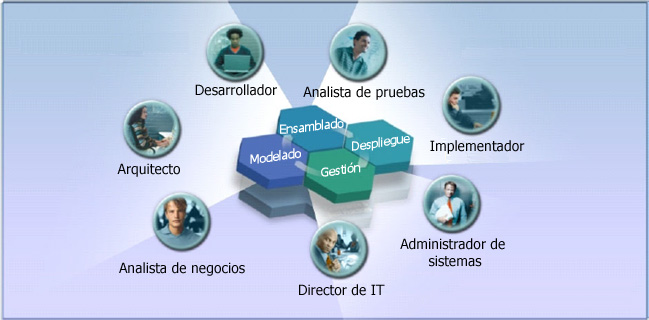 Desarrollador
Analista de pruebas
Ensamblado
Despliegue
Implementador
Modelado
Arquitecto
Gestión
Analista de negocios
Administrador de
sistemas
Director de IT